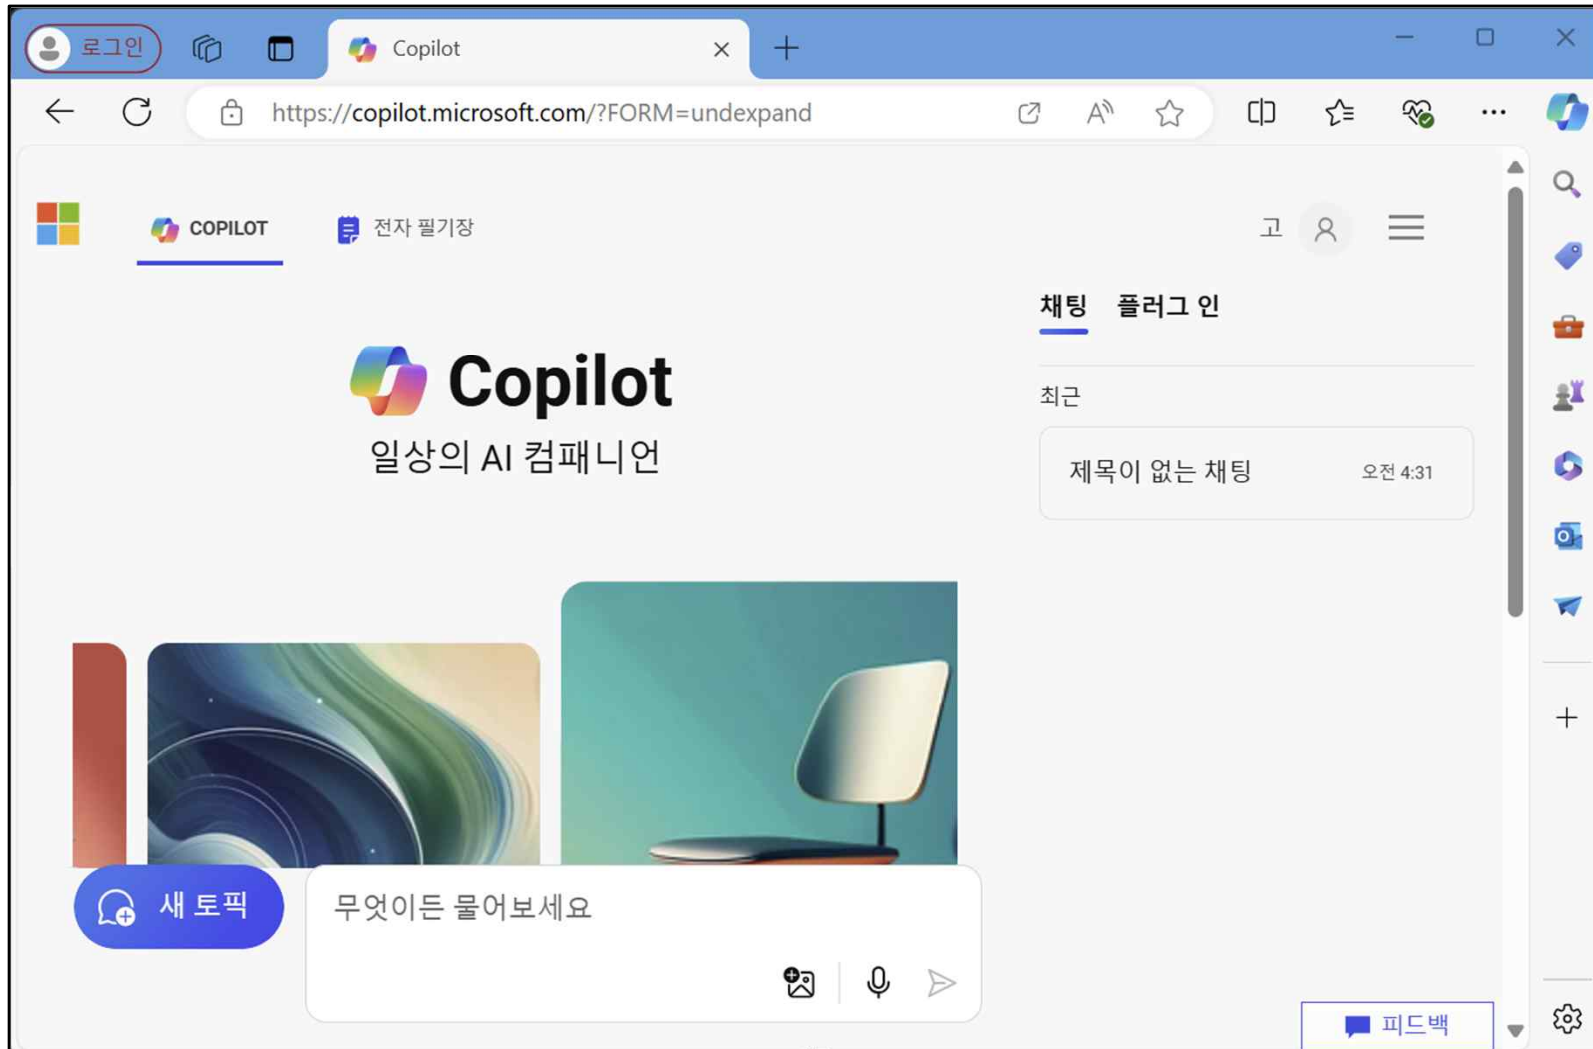 로그인
Copilot
https://copilot.microsoft.com/?FORM=undexpand
COPILOT
전자 필기장
고
채팅 플러그 인
Copilot
일상의 AI 컴패니언
최근
제목이 없는 채팅 오전 4:31
새 토픽
무엇이든 물어보세요
피드백